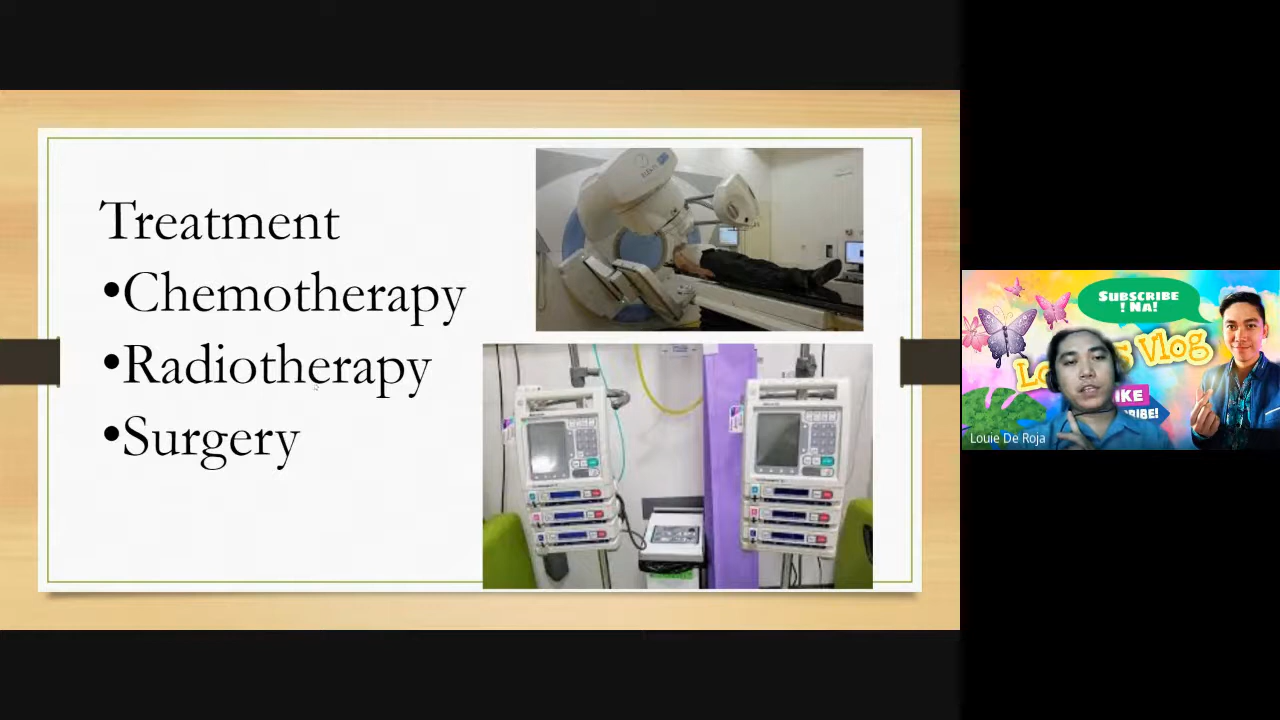 Treatment
•Chemotherapy
•Radiotherapy
•Surgery
SUBSCRIBE
! NA!
Vlog
Louie De Roja